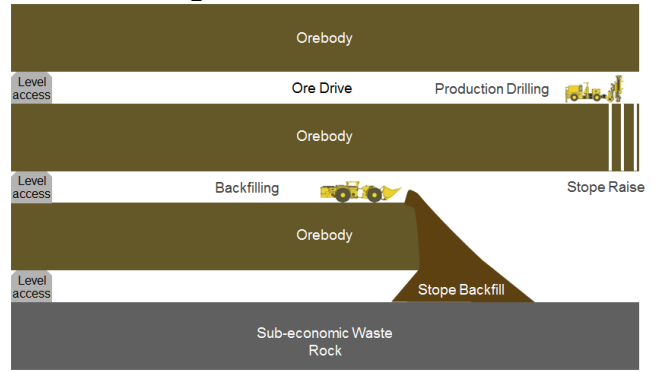 Orebody
Level
access
Ore Drive
Production Drilling
Orebody
Level
access
Backfilling
Stope Raise
Orebody
Level
access
Stope Backfill
Sub-economic Waste
Rock